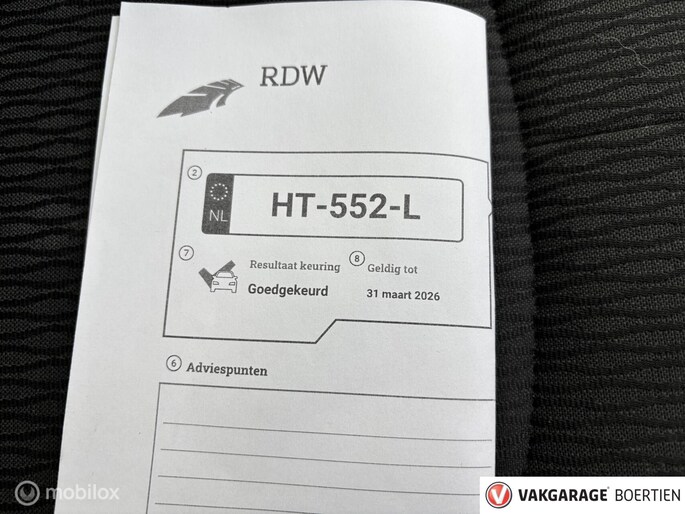 RDW
2
NL
HT-552-L
7
Resultaat keuring
Goedgekeurd
8
Geldig tot
31 maart 2026
6 Adviespunten
mobilox
VAKGARAGE BOERTIEN